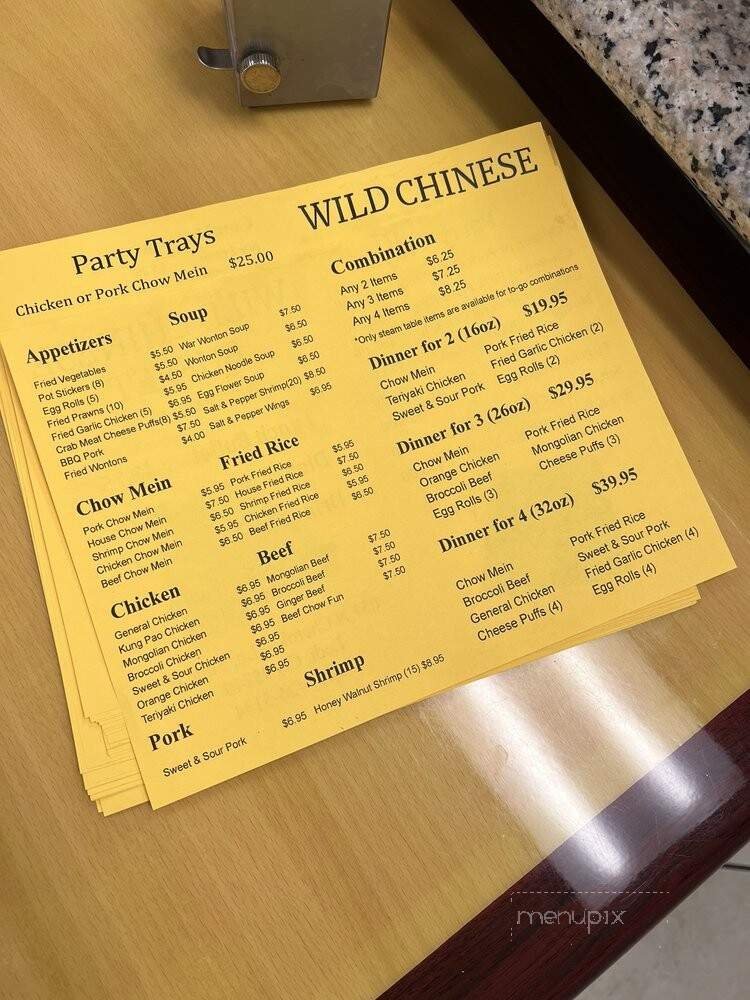 WILD CHINESE
Party Trays
Chicken or Pork Chow Mein $25.00
Appetizers
Fried Vegetables $5.50
Pot Stickers (8) $5.50
Egg Rolls (5) $4.50
Fried Prawns (10) $5.95
Fried Garlic Chicken (5) $6.95
Crab Meat Cheese Puffs(8) $5.50
BBQ Pork $7.50
Fried Wontons $4.00
Soup
War Wonton Soup $7.50
Wonton Soup $6.50
Chicken Noodle Soup $6.50
Egg Flower Soup $6.50
Salt & Pepper Shrimp(20) $8.50
Salt & Pepper Wings $6.95
Chow Mein
Pork Chow Mein $5.95
House Chow Mein $7.50
Shrimp Chow Mein $6.50
Chicken Chow Mein $5.95
Beef Chow Mein $6.50
Fried Rice
Pork Fried Rice $5.95
House Fried Rice $7.50
Shrimp Fried Rice $6.50
Chicken Fried Rice $5.95
Beef Fried Rice $6.50
Chicken
General Chicken $6.95
Kung Pao Chicken $6.95
Mongolian Chicken $6.95
Broccoli Chicken $6.95
Sweet & Sour Chicken $6.95
Orange Chicken $6.95
Teriyaki Chicken $6.95
Beef
Mongolian Beef $7.50
Broccoli Beef $7.50
Ginger Beef $7.50
Beef Chow Fun $7.50
Pork
Sweet & Sour Pork $6.95
Shrimp
Honey Walnut Shrimp (15) $8.95
Combination
Any 2 Items $6.25
Any 3 Items $7.25
Any 4 Items $8.25
*Only steam table items are available for to-go combinations
Dinner for 2 (16oz) $19.95
Chow Mein Pork Fried Rice
Teriyaki Chicken Fried Garlic Chicken (2)
Sweet & Sour Pork Egg Rolls (2)
Dinner for 3 (26oz) $29.95
Chow Mein Pork Fried Rice
Orange Chicken Mongolian Chicken
Broccoli Beef Cheese Puffs (3)
Egg Rolls (3)
Dinner for 4 (32oz) $39.95
Chow Mein Pork Fried Rice
Broccoli Beef Sweet & Sour Pork
General Chicken Fried Garlic Chicken (4)
Cheese Puffs (4) Egg Rolls (4)
menupix